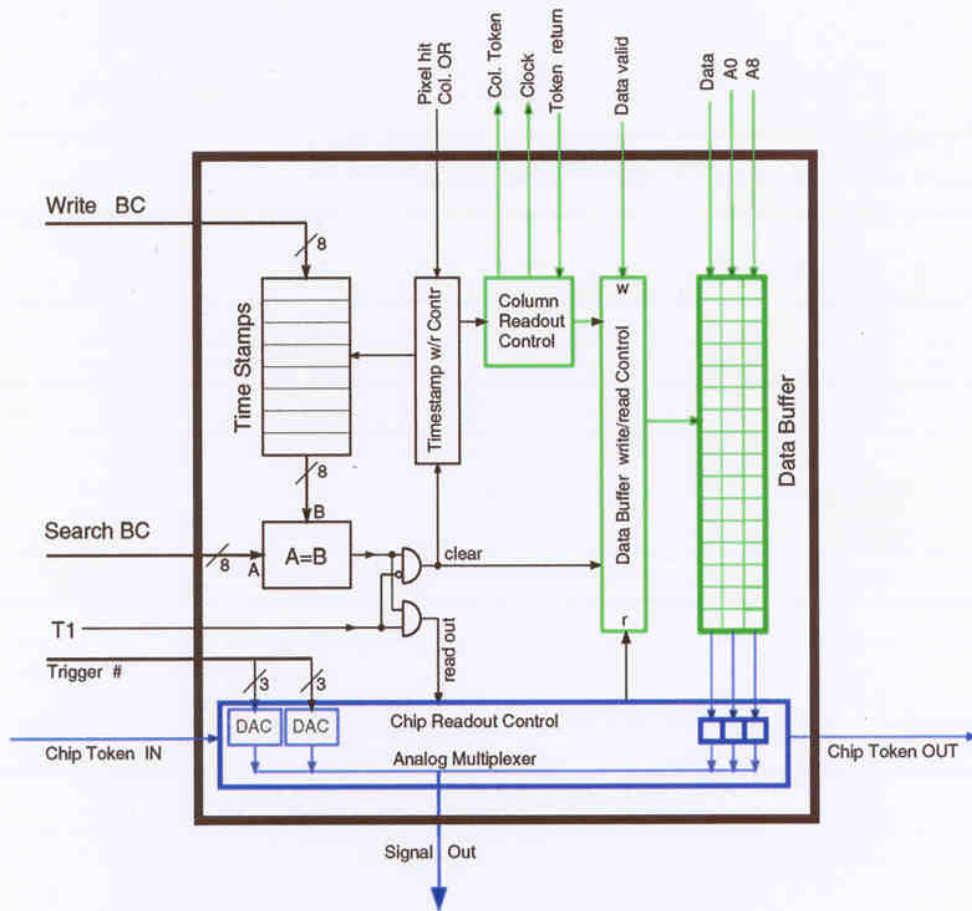 Pixel hit
Col. OR
Col. Token
Clock
Token return
Data valid
Data
A0
A8
Write BC
8
Time Stamps
Timestamp w/r Contr
Column
Readout
Control
w
Data Buffer write/read Control
r
Data Buffer
8
B
Search BC
8
A
A=B
clear
T1
read out
Trigger #
3
3
DAC
DAC
Chip Readout Control
Analog Multiplexer
Chip Token IN
Chip Token OUT
Signal Out